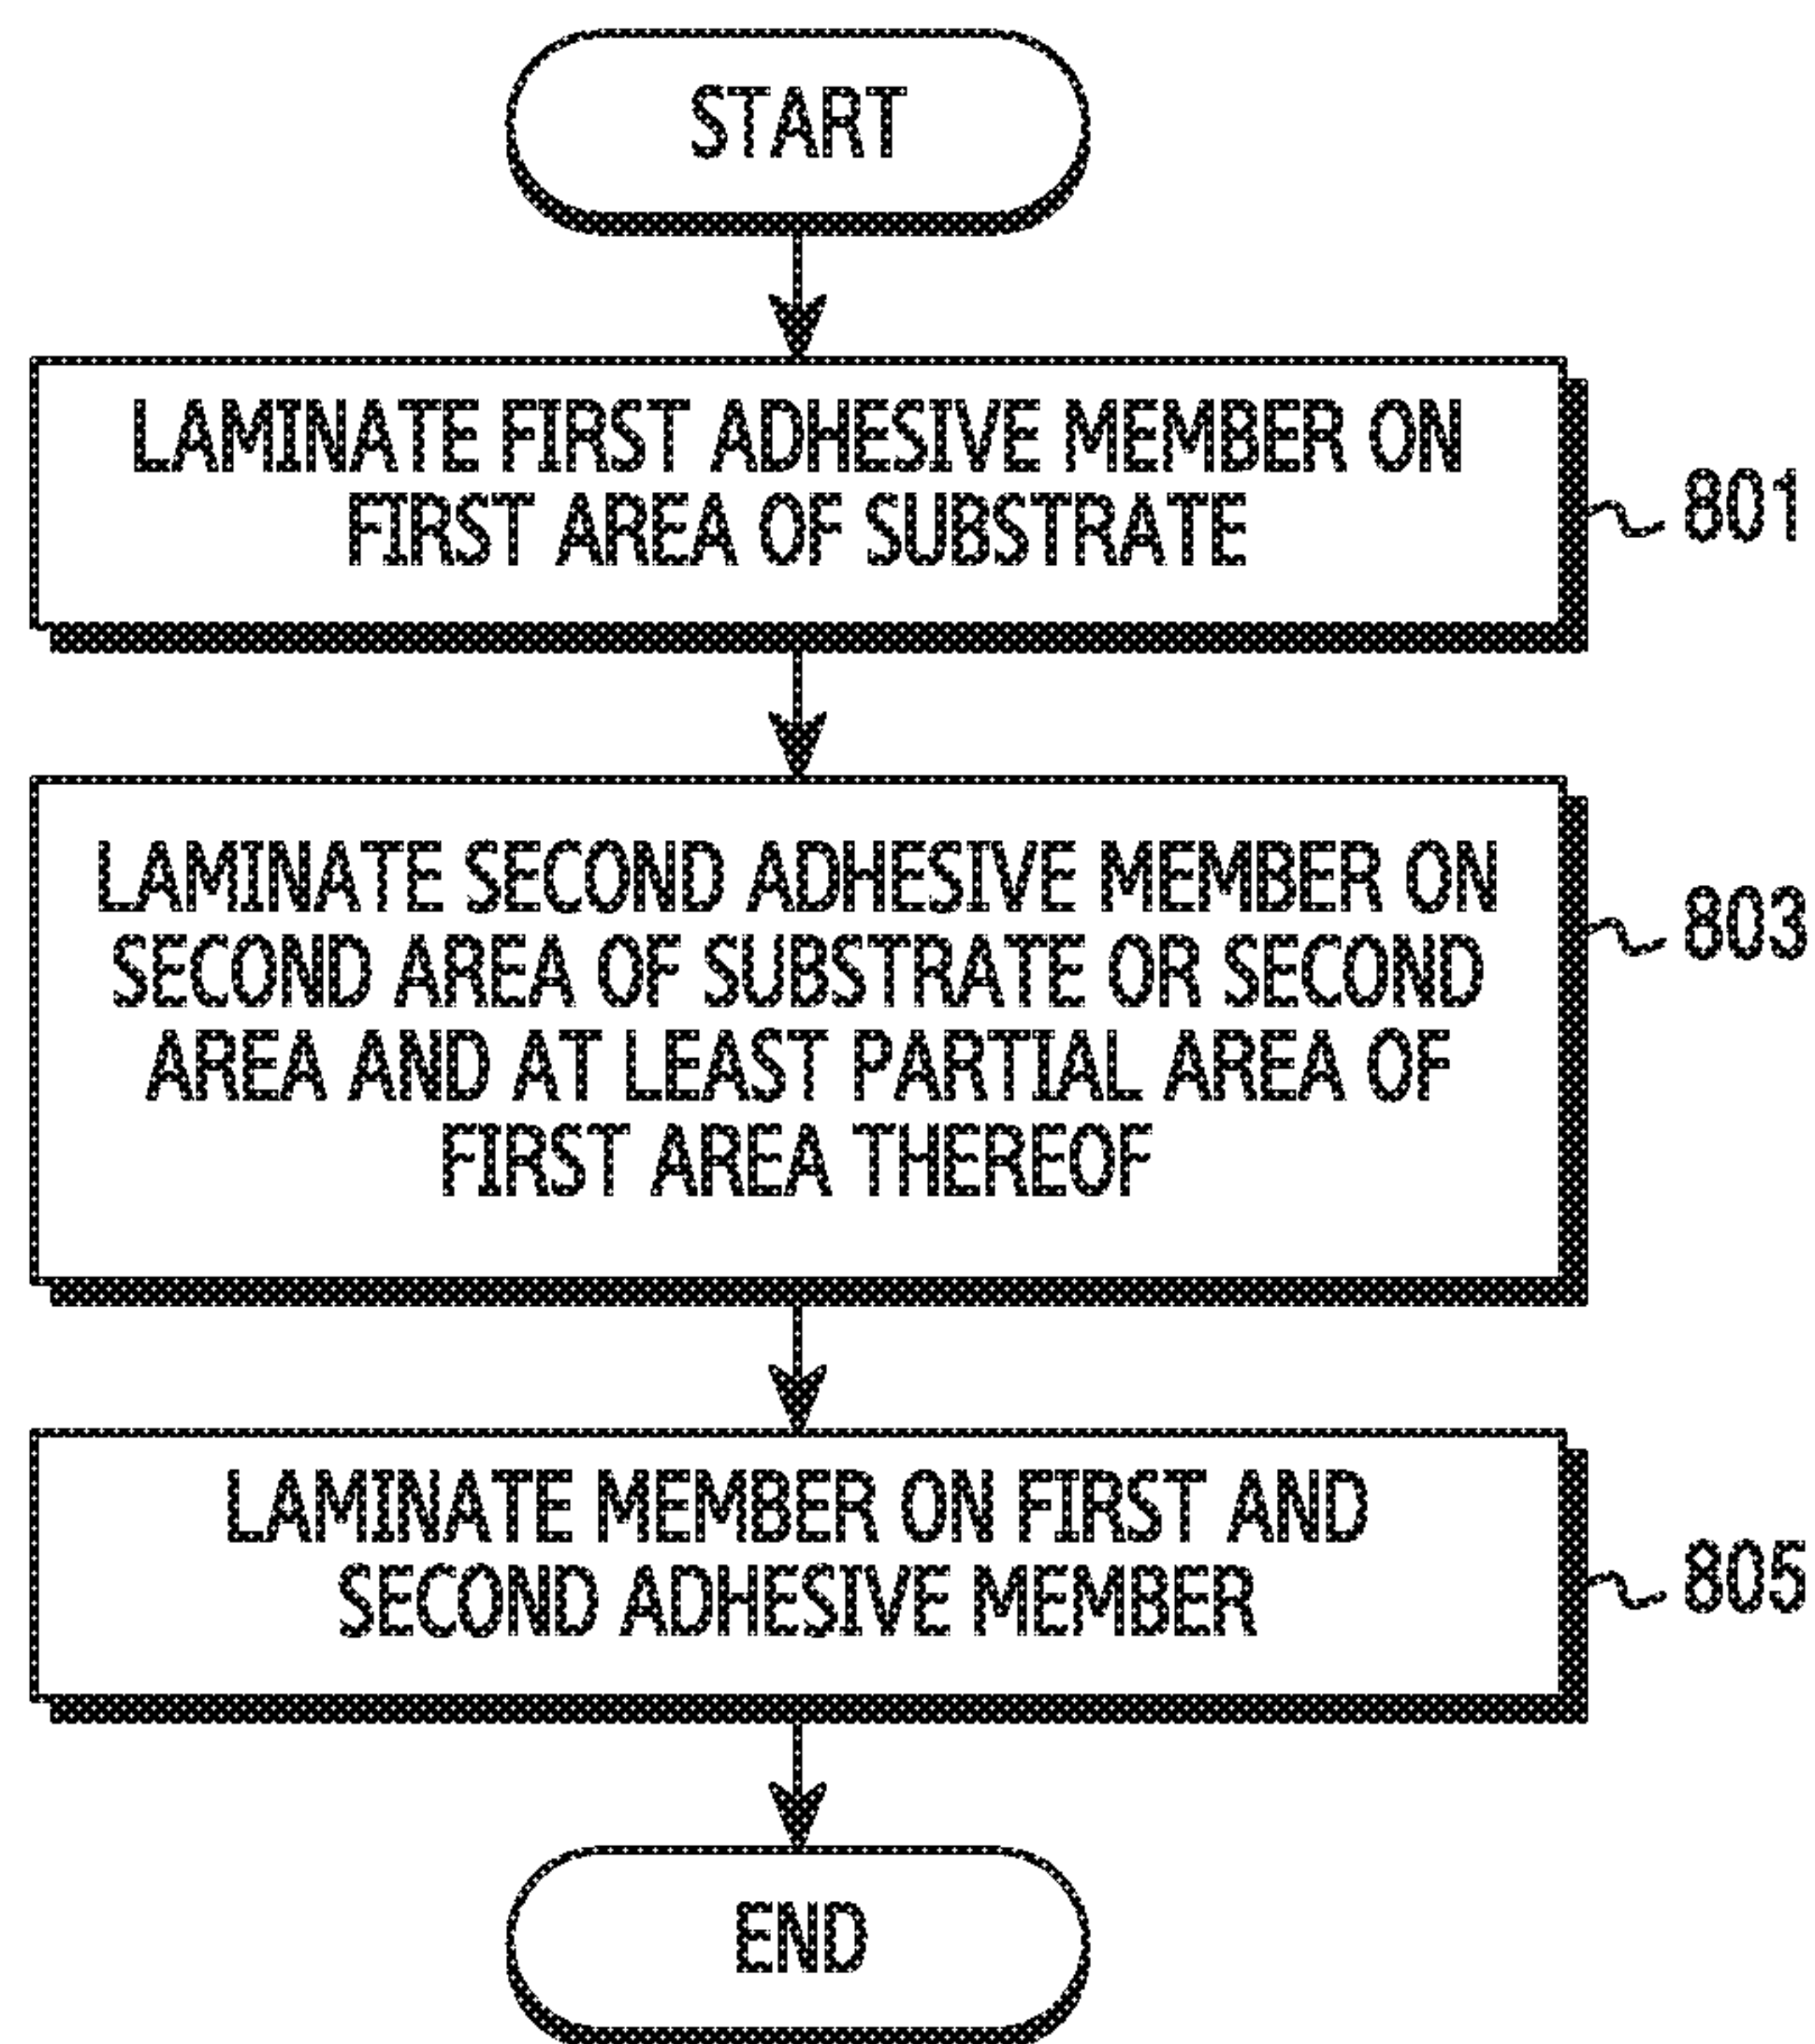 START
LAMINATE FIRST ADHESIVE MEMBER ON
FIRST AREA OF SUBSTRATE
801
LAMINATE SECOND ADHESIVE MEMBER ON
SECOND AREA OF SUBSTRATE OR SECOND
AREA AND AT LEAST PARTIAL AREA OF
FIRST AREA THEREOF
803
LAMINATE MEMBER ON FIRST AND
SECOND ADHESIVE MEMBER
805
END